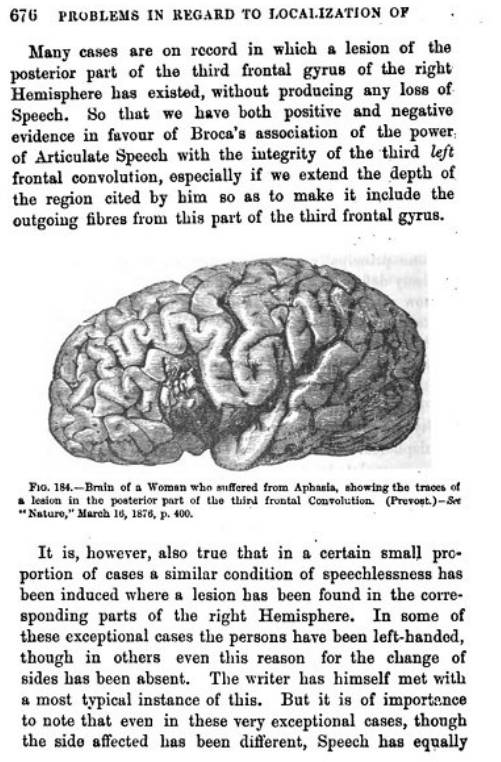 676 PROBLEMS IN REGARD TO LOCALIZATION OF
Many cases are on record in which a lesion of the
posterior part of the third frontal gyrus of the right
Hemisphere has existed, without producing any loss of
Speech. So that we have both positive and negative
evidence in favour of Broca's association of the power
of Articulate Speech with the integrity of the third left
frontal convolution, especially if we extend the depth of
the region cited by him so as to make it include the
outgoing fibres from this part of the third frontal gyrus.
FIG. 184.—Brain of a Woman who suffered from Aphasia, showing the traces of
a lesion in the posterior part of the third frontal Convolution. (Prevost.)—See
"Nature," March 16, 1876, p. 400.
It is, however, also true that in a certain small pro-
portion of cases a similar condition of speechlessness has
been induced where a lesion has been found in the corre-
sponding parts of the right Hemisphere. In some of
these exceptional cases the persons have been left-handed,
though in others even this reason for the change of
sides has been absent. The writer has himself met with
a most typical instance of this. But it is of importance
to note that even in these very exceptional cases, though
the side affected has been different, Speech has equally